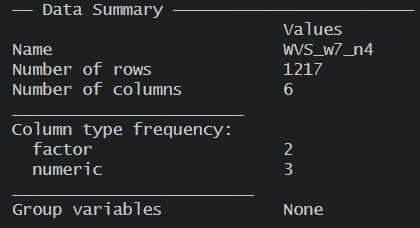 ── Data Summary ────────────────────────
Values
Name WVS_w7_n4
Number of rows 1217
Number of columns 6
_______________________
Column type frequency:
factor 2
numeric 3
________________________
Group variables None